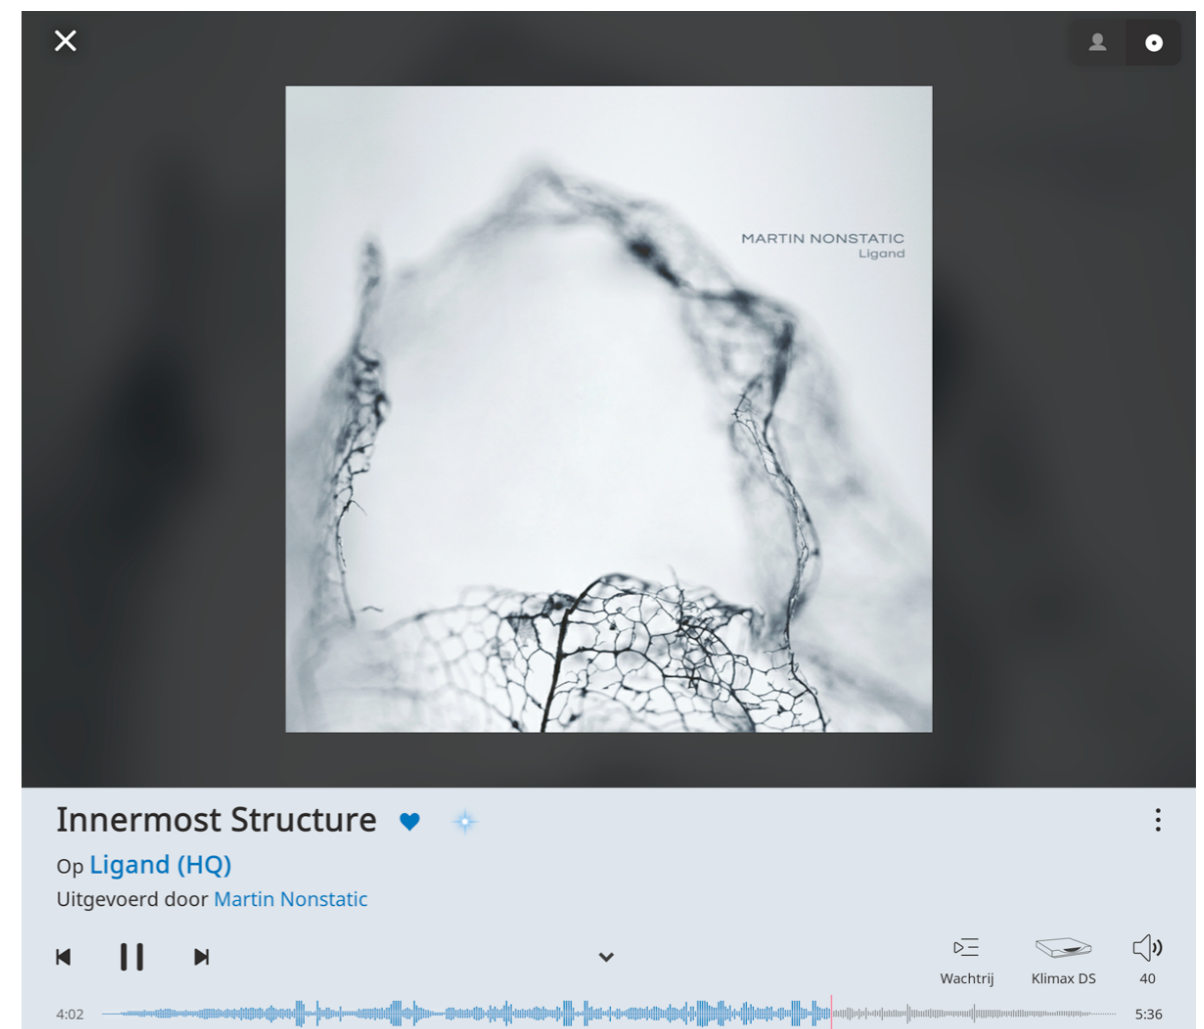 MARTIN NONSTATIC
Ligand
Innermost Structure
Op Ligand (HQ)
Uitgevoerd door Martin Nonstatic
Wachtrij
Klimax DS
40
4:02
5:36